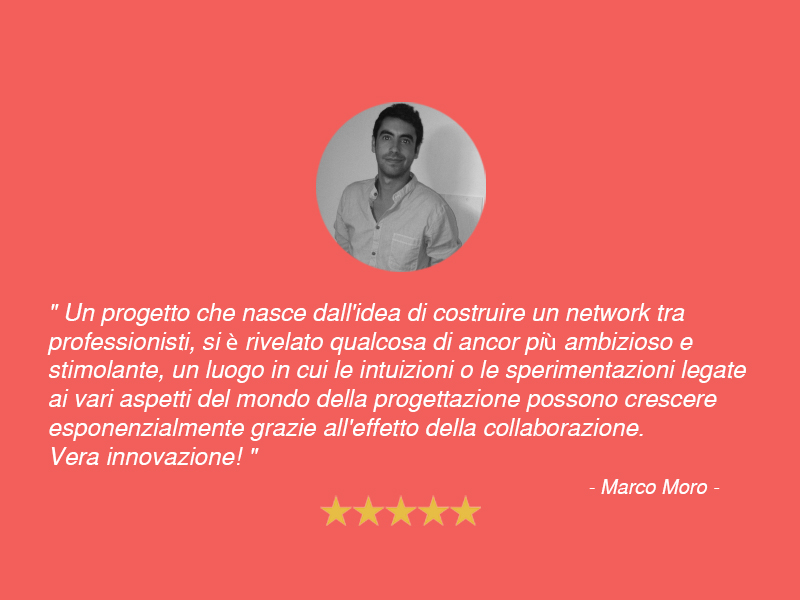 " Un progetto che nasce dall'idea di costruire un network tra
professionisti, si è rivelato qualcosa di ancor più ambizioso e
stimolante, un luogo in cui le intuizioni o le sperimentazioni legate
ai vari aspetti del mondo della progettazione possono crescere
esponenzialmente grazie all'effetto della collaborazione.
Vera innovazione! "
- Marco Moro -